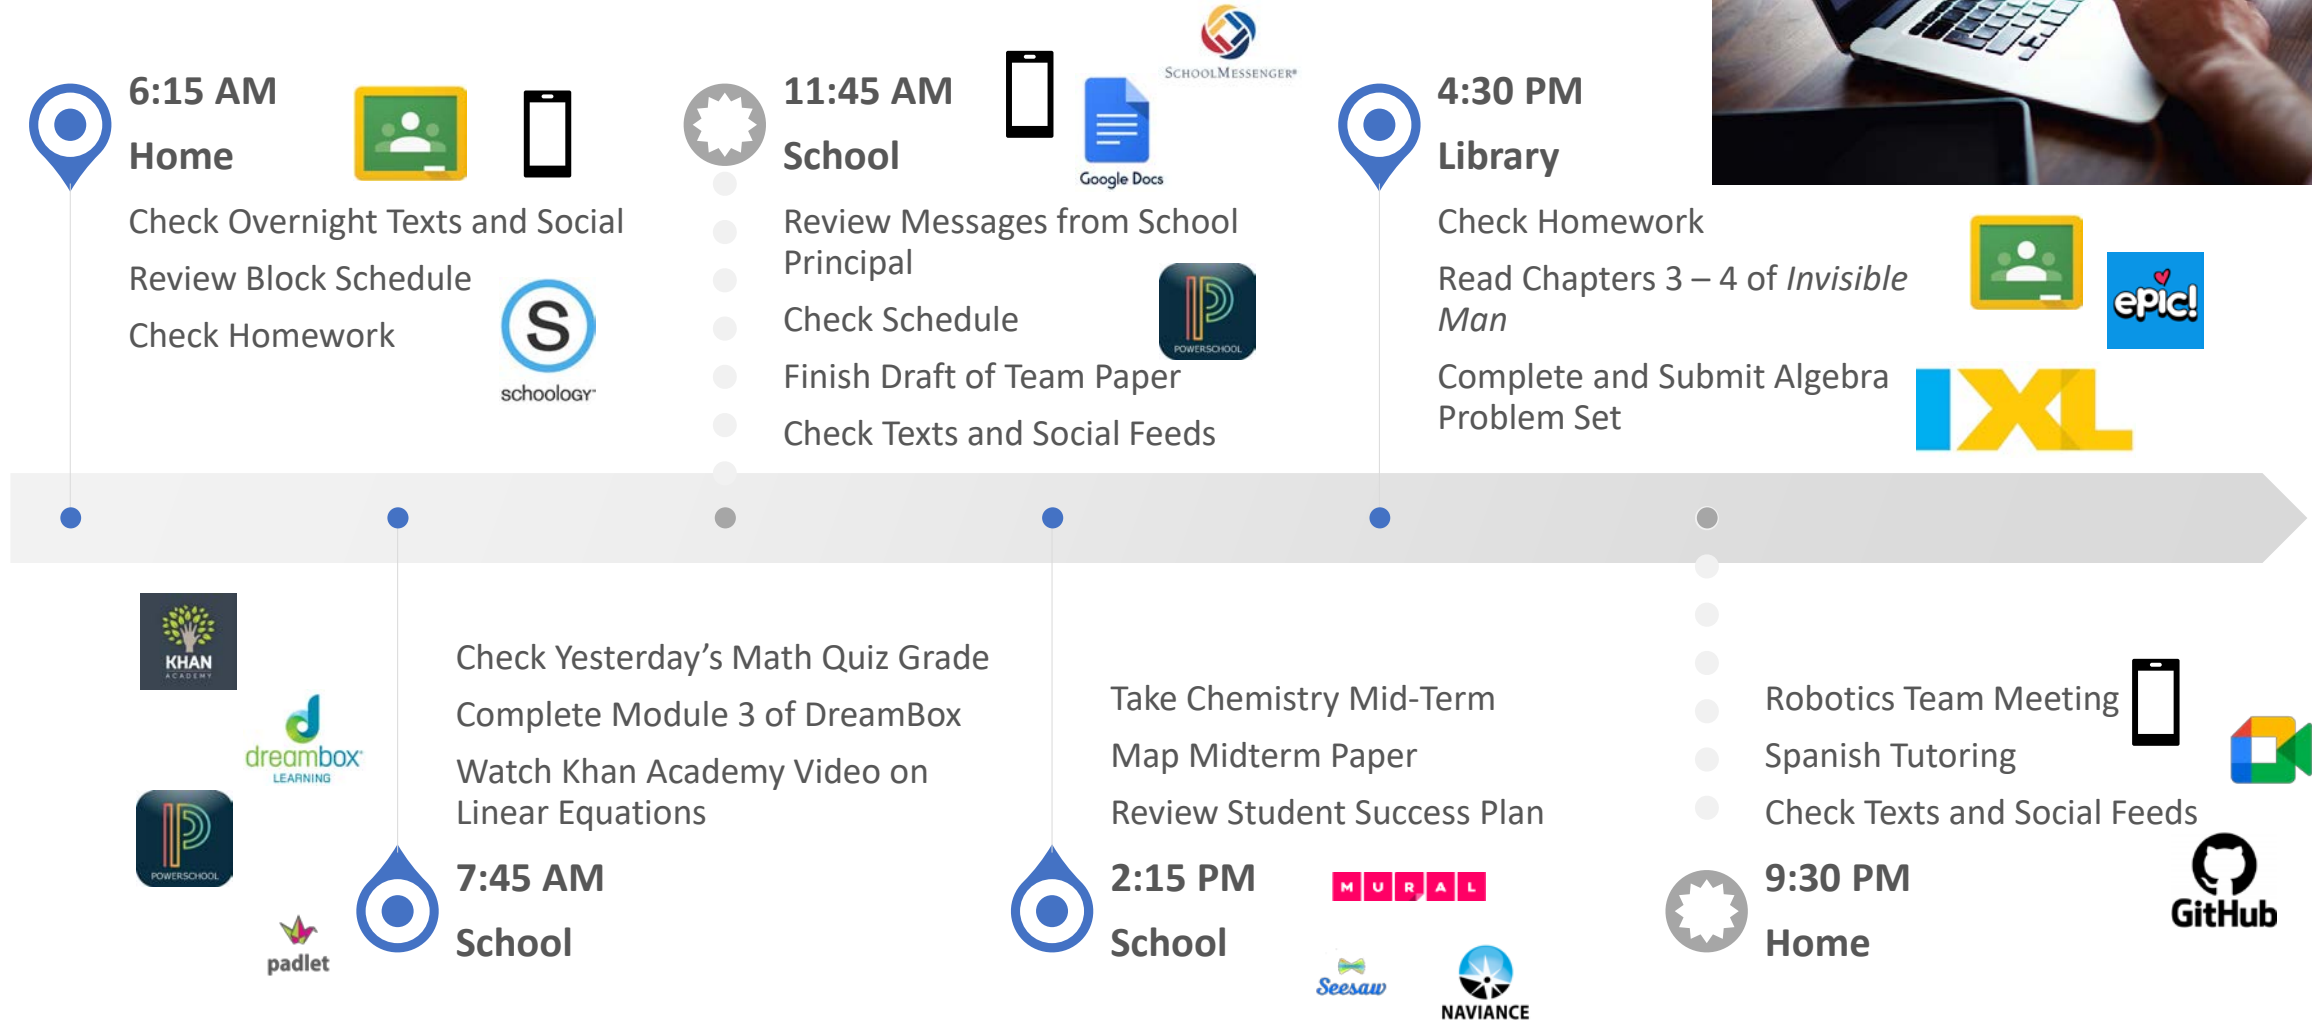 6:15 AM
Home
Check Overnight Texts and Social
Review Block Schedule
Check Homework
S
schoology
11:45 AM
School
SCHOOLMESSENGER®
Google Docs
Review Messages from School
Principal
Check Schedule
Finish Draft of Team Paper
Check Texts and Social Feeds
POWERSCHOOL
4:30 PM
Library
Check Homework
Read Chapters 3 – 4 of Invisible
Man
Complete and Submit Algebra
Problem Set
epic!
IXL
KHAN
ACADEMY
dreambox
LEARNING
POWERSCHOOL
padlet
Check Yesterday’s Math Quiz Grade
Complete Module 3 of DreamBox
Watch Khan Academy Video on
Linear Equations
7:45 AM
School
Take Chemistry Mid-Term
Map Midterm Paper
Review Student Success Plan
2:15 PM
School
MURAL
Seesaw
NAVIANCE
Robotics Team Meeting
Spanish Tutoring
Check Texts and Social Feeds
9:30 PM
Home
GitHub